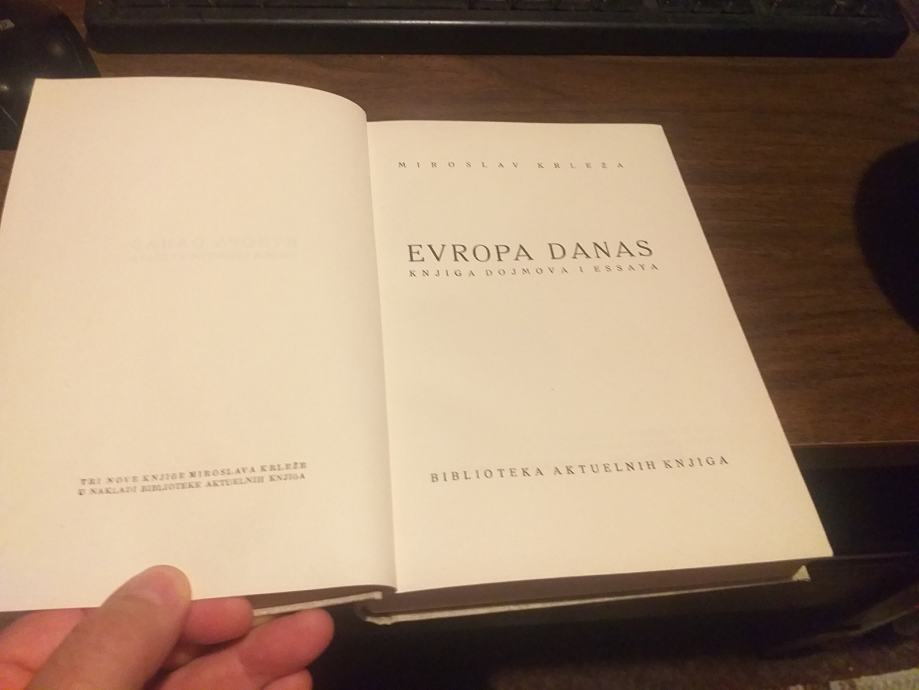 TRI NOVE KNJIGE MIROSLAVA KRLEŽE
U NAKLADI BIBLIOTEKE AKTUELNIH KNJIGA
MIROSLAV KRLEŽA
EVROPA DANAS
KNJIGA DOJMOVA I ESSAYA
BIBLIOTEKA AKTUELNIH KNJIGA